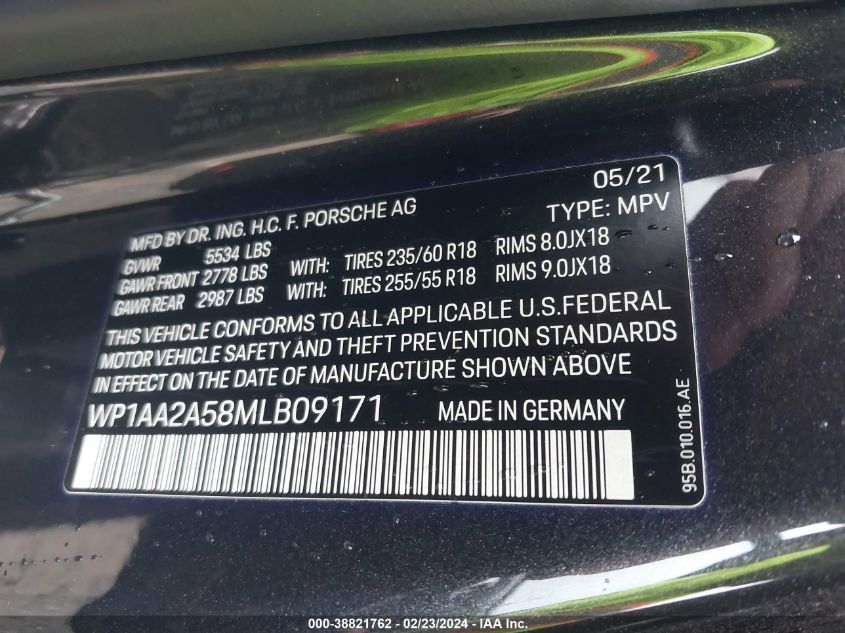 05/21
MFD BY DR. ING. H.C. F. PORSCHE AG TYPE: MPV
GVWR 5534 LBS
GAWR FRONT 2778 LBS WITH: TIRES 235/60 R18 RIMS 8.0JX18
GAWR REAR 2987 LBS WITH: TIRES 255/55 R18 RIMS 9.0JX18
THIS VEHICLE CONFORMS TO ALL APPLICABLE U.S.FEDERAL
MOTOR VEHICLE SAFETY AND THEFT PREVENTION STANDARDS
IN EFFECT ON THE DATE OF MANUFACTURE SHOWN ABOVE
WP1AA2A58MLB09171 MADE IN GERMANY
95B.010.016.AE
000-38821762 - 02/23/2024 - IAA Inc.